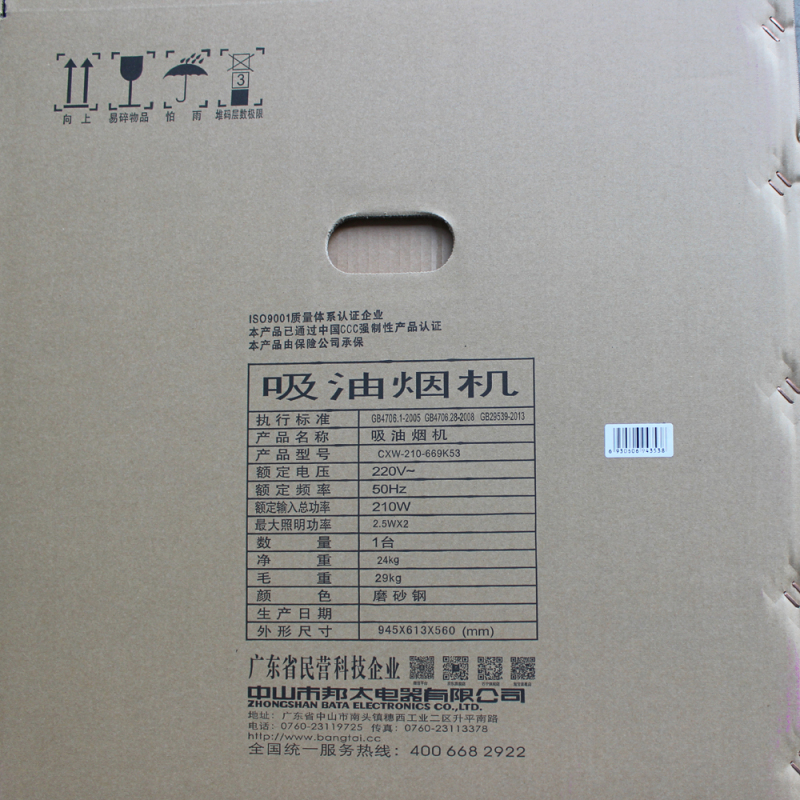 3
向上 易碎物品 怕雨 堆码层数极限
ISO9001质量体系认证企业
本产品已通过中国CCC强制性产品认证
本产品由保险公司承保
吸油烟机
执行标准 GB4706.1-2005 GB4706.28-2008 GB29539-2013
产品名称 吸油烟机
产品型号 CXW-210-669K53
额定电压 220V~
额定频率 50Hz
额定输入总功率 210W
最大照明功率 2.5WX2
数量 1台
净重 24kg
毛重 29kg
颜色 磨砂钢
生产日期
外形尺寸 945X613X560 (mm)
6930606943538
广东省民营科技企业
中山市邦太电器有限公司
ZHONGSHAN BATA ELECTRONICS CO.,LTD.
地址：广东省中山市南头镇穗西工业二区升平南路
电话：0760-23119725 传真：0760-23113378
http://www.bangtai.cc
全国统一服务热线：400 668 2922